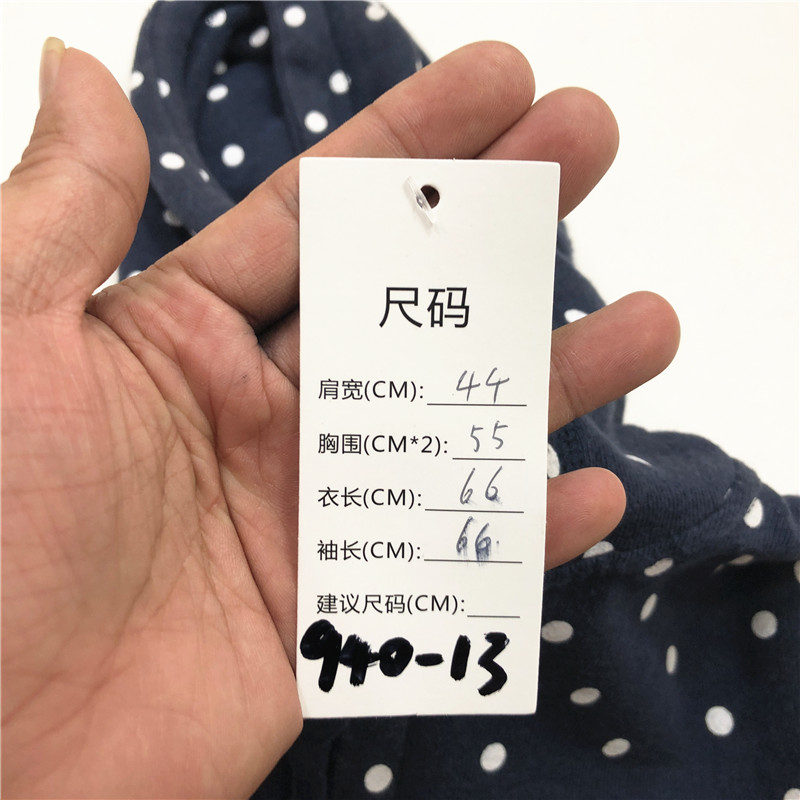 尺码
肩宽(CM): 44
胸围(CM*2): 55
衣长(CM): 66
袖长(CM): 66
建议尺码(CM):
940-13